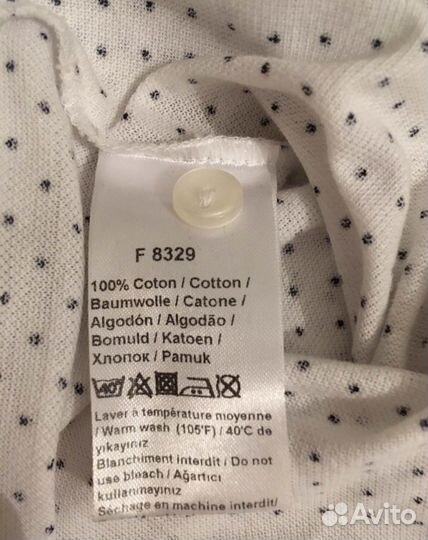 F 8329
100% Coton / Cotton /
Baumwolle / Catone /
Algodón / Algodão /
Bomuld / Katoen /
Хлопок / Pamuk
40°
Laver à température moyenne
/ Warm wash (105°F) / 40°C de
yıkayiniz
Blanchiment interdit / Do not
use bleach / Ağartıcı
kullanmayınız
Séchage en machine interdit/
Avito